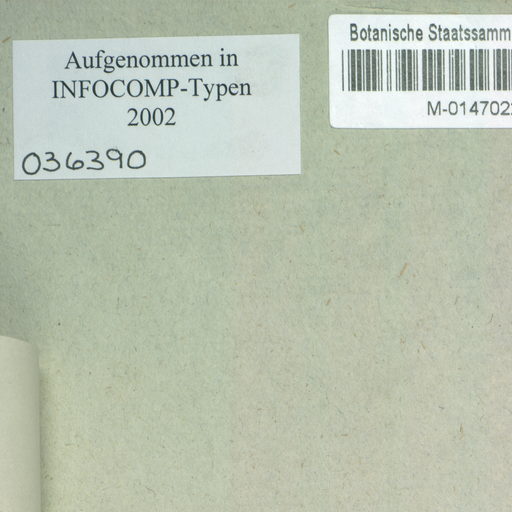 Aufgenommen in
INFOCOMP-Typen
2002
036390
Botanische Staatssamm
M-014702